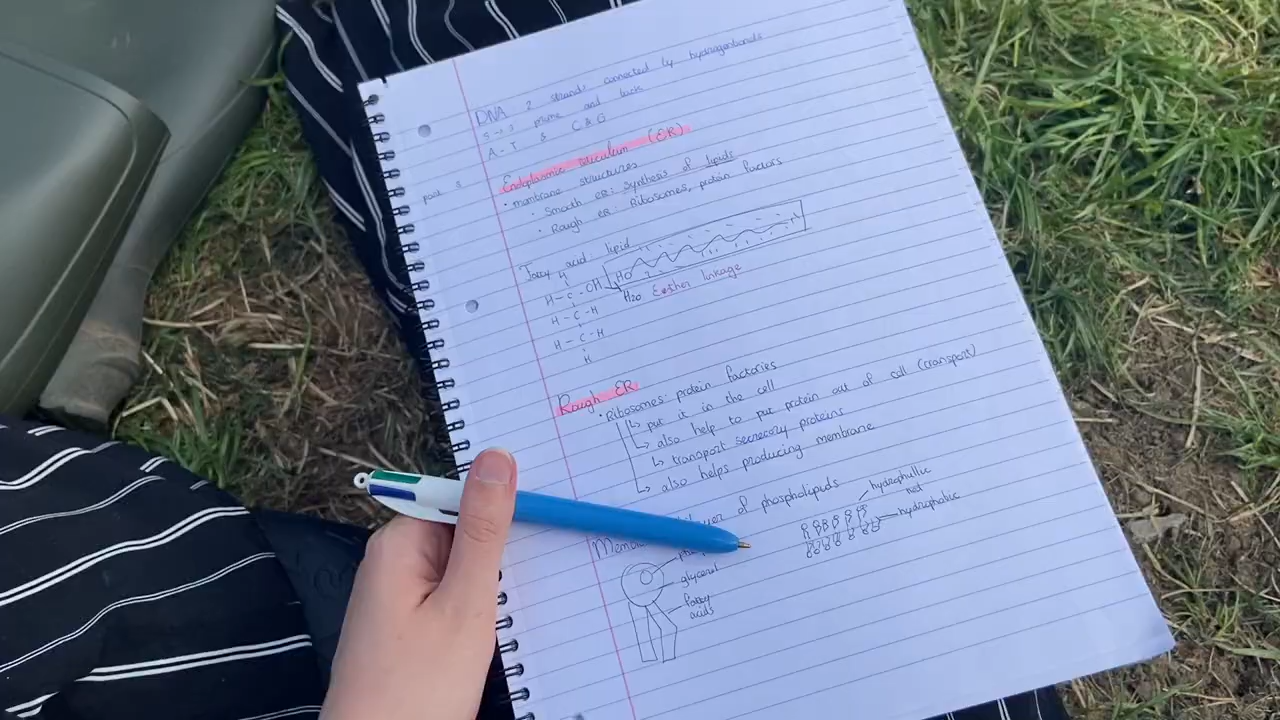 DNA 2 strands connected by hydrogenbonds
5 → 3 prime and back
A - T & C & G
Endoplasmic reticulum (ER)
• membrane structures
• Smooth ER: synthesis of lipids
• Rough ER: Ribosomes, protein factors
Fatty acid: lipid
H
H - C - OH HO
H - C - H H2O Esther linkage
H - C - H
H
Rough ER
• Ribosomes: protein factories
↳ put it in the cell
↳ also help to put protein out of cell (transport)
↳ transport secrecory proteins
↳ also helps producing membrane
of phospholipids
hydrophillic
hot
hydrophobic
glycerol
fatty
acids